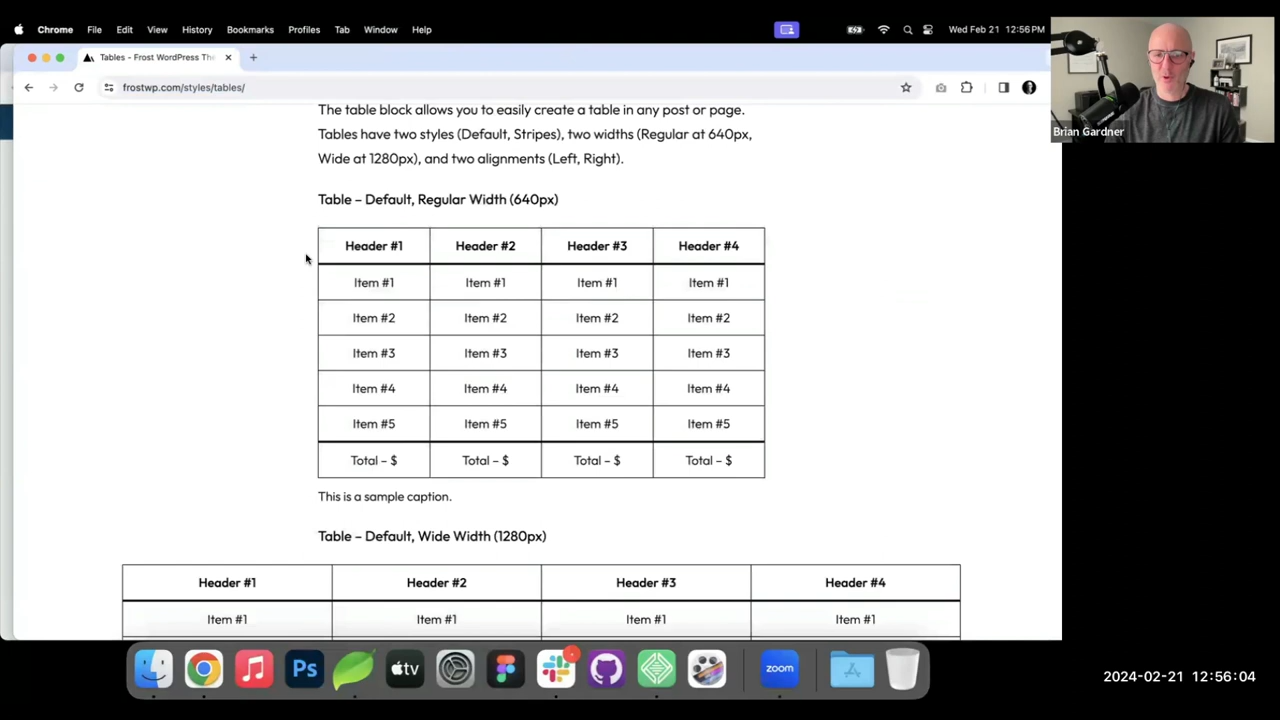 Chrome File Edit View History Bookmarks Profiles Tab Window Help Wed Feb 21 12:56 PM
Tables - Frost WordPress Th
frostwp.com/styles/tables/
Brian Gardner
The table block allows you to easily create a table in any post or page.
Tables have two styles (Default, Stripes), two widths (Regular at 640px,
Wide at 1280px), and two alignments (Left, Right).
Table – Default, Regular Width (640px)
Header #1 Header #2 Header #3 Header #4
Item #1 Item #1 Item #1 Item #1
Item #2 Item #2 Item #2 Item #2
Item #3 Item #3 Item #3 Item #3
Item #4 Item #4 Item #4 Item #4
Item #5 Item #5 Item #5 Item #5
Total – $ Total – $ Total – $ Total – $
This is a sample caption.
Table – Default, Wide Width (1280px)
Header #1 Header #2 Header #3 Header #4
Item #1 Item #1 Item #1 Item #1
Ps tv zoom
2024-02-21 12:56:04